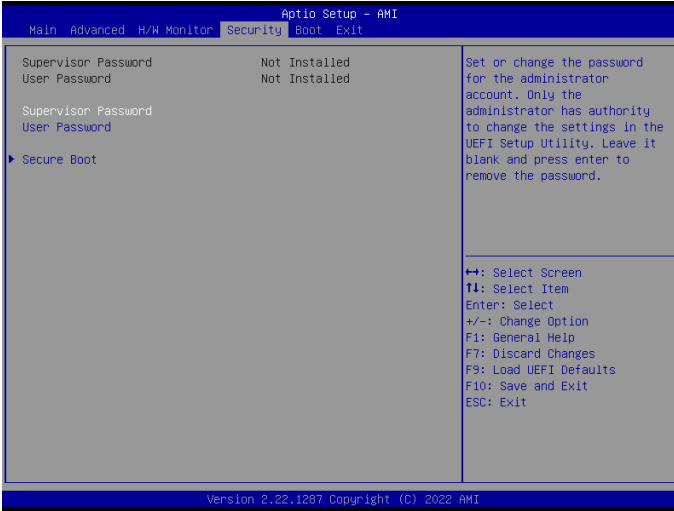 Aptio Setup - AMI
Main Advanced H/W Monitor Security Boot Exit
Supervisor Password Not Installed
User Password Not Installed
Supervisor Password
User Password
Secure Boot
Set or change the password
for the administrator
account. Only the
administrator has authority
to change the settings in the
UEFI Setup Utility. Leave it
blank and press enter to
remove the password.
↔: Select Screen
↑↓: Select Item
Enter: Select
+/-: Change Option
F1: General Help
F7: Discard Changes
F9: Load UEFI Defaults
F10: Save and Exit
ESC: Exit
Version 2.22.1287 Copyright (C) 2022 AMI